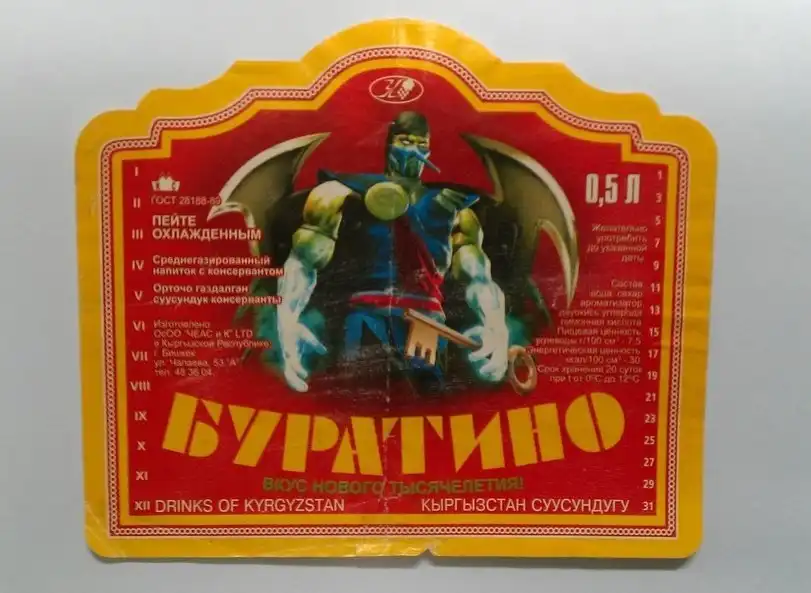 0,5 Л
ГОСТ 28188-89
ПЕЙТЕ
ОХЛАЖДЕННЫМ
Среднегазированный
напиток с консервантом
Орточо газдалган
суусундук консерванты
Изготовлено
ОсОО "ЧЕАС и К" LTD
в Кыргызской Республике
г. Бишкек
ул. Чапаева, 53 "А"
тел. 48 36 04
Желательно
употребить
до указанной
даты
Состав
вода, сахар
ароматизатор
двуокись углерода
лимонная кислота
Пищевая ценность
углеводы г/100 см³ - 7,5
Энергетическая ценность
ккал/100 см³ - 30
Срок хранения 20 суток
при t от 0°С до 12°С
I
II
III
IV
V
VI
VII
VIII
IX
X
XI
XII
1
3
5
7
9
11
13
15
17
19
21
23
25
27
29
31
БУРАТИНО
ВКУС НОВОГО ТЫСЯЧЕЛЕТИЯ!
DRINKS OF KYRGYZSTAN
КЫРГЫЗСТАН СУУСУНДУГУ